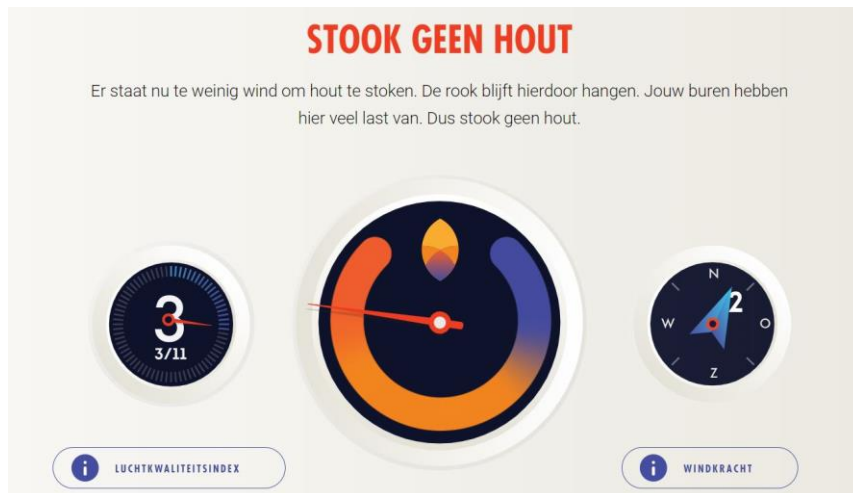 STOOK GEEN HOUT
Er staat nu te weinig wind om hout te stoken. De rook blijft hierdoor hangen. Jouw buren hebben
hier veel last van. Dus stook geen hout.
3
3/11
N
2
W
O
Z
i LUCHTKWALITEITSINDEX
i WINDKRACHT